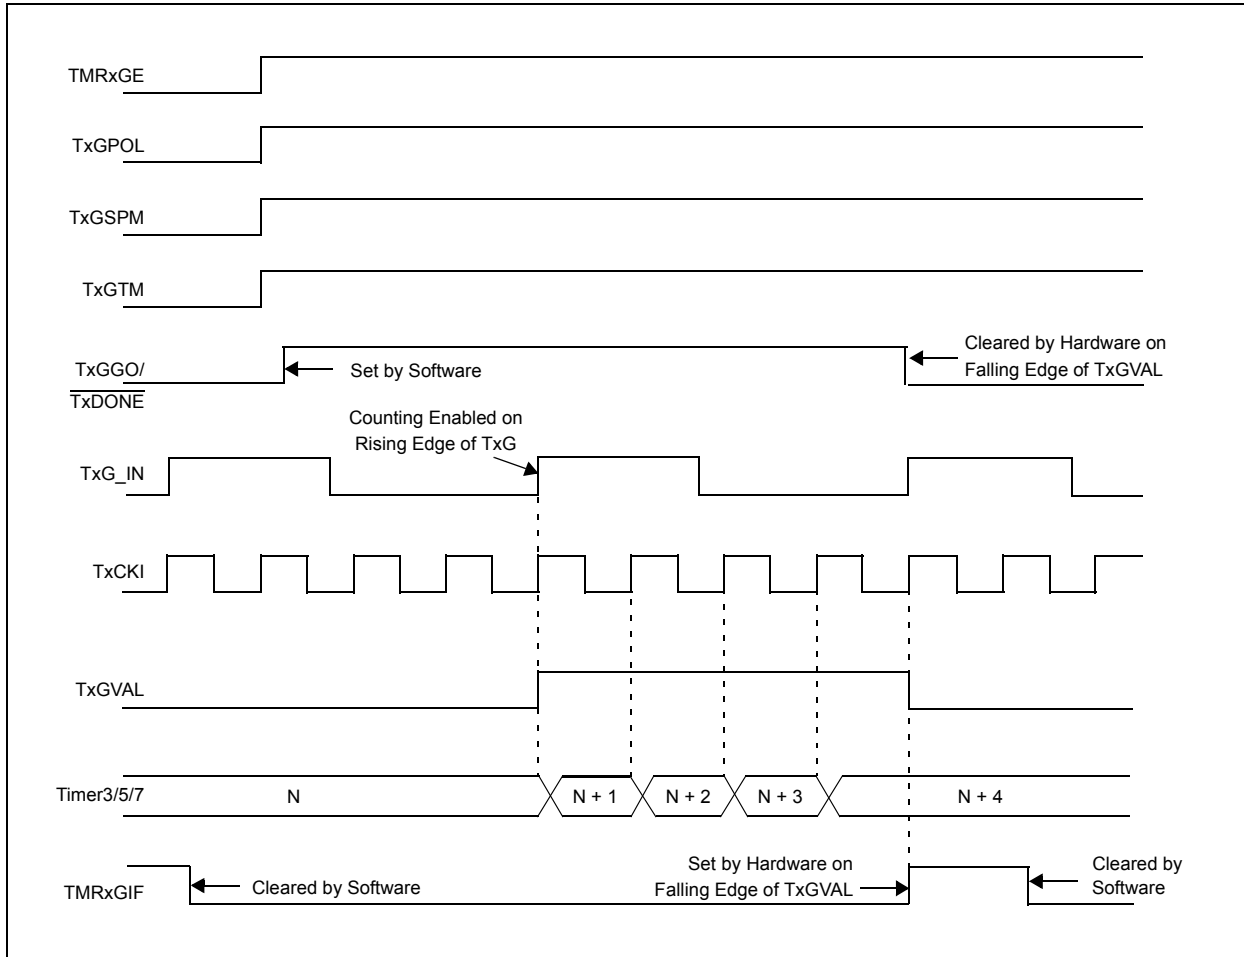 TMRxGE
TxGPOL
TxGSPM
TxGTM
TxGGO/
TxDONE
Set by Software
Cleared by Hardware on
Falling Edge of TxGVAL
Counting Enabled on
Rising Edge of TxG
TxG_IN
TxCKI
TxGVAL
Timer3/5/7
N
N + 1
N + 2
N + 3
N + 4
TMRxGIF
Cleared by Software
Set by Hardware on
Falling Edge of TxGVAL
Cleared by
Software